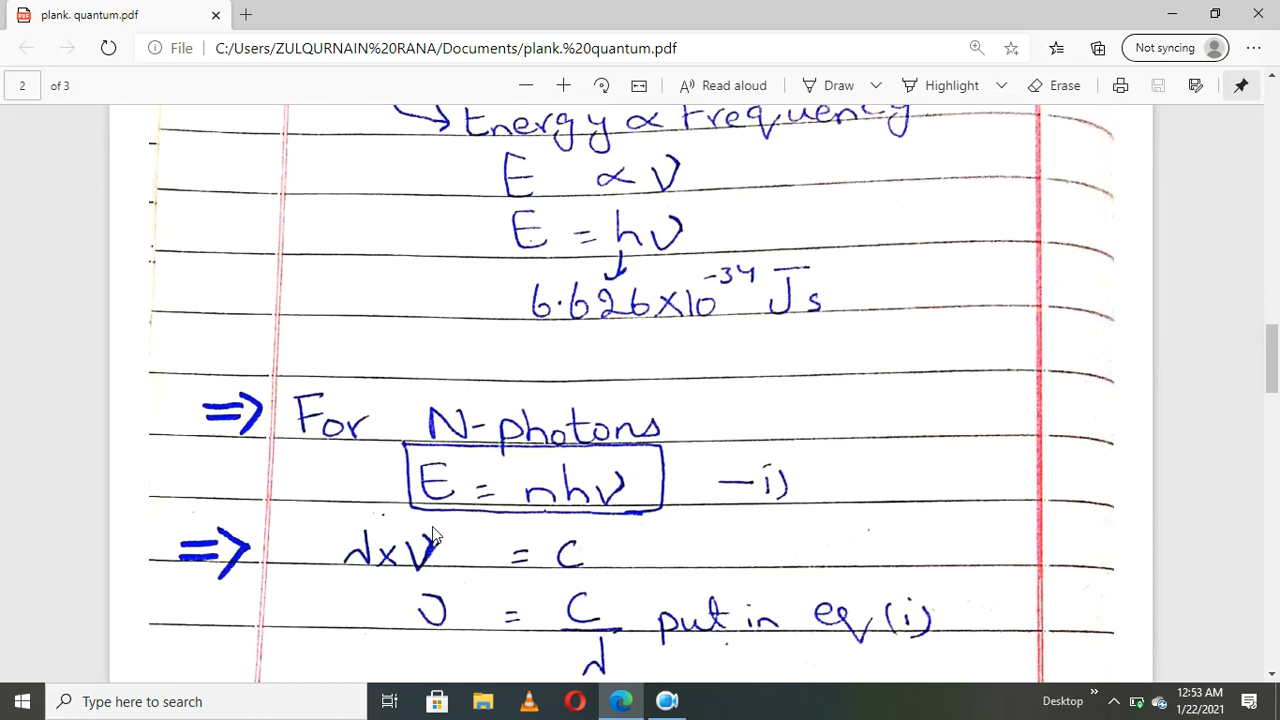 plank. quantum.pdf
File C:/Users/ZULQURNAIN%20RANA/Documents/plank.%20quantum.pdf
Not syncing
2 of 3
Read aloud Draw Highlight Erase
↳ Energy ∝ Frequency
E ∝ ν
E = hν
↓
6.626×10⁻³⁴ Js
⇒ For N-photons
E = nhν —i)
⇒ λ×ν = C
ν = C/λ put in eq (i)
Type here to search
Desktop
12:53 AM
1/22/2021